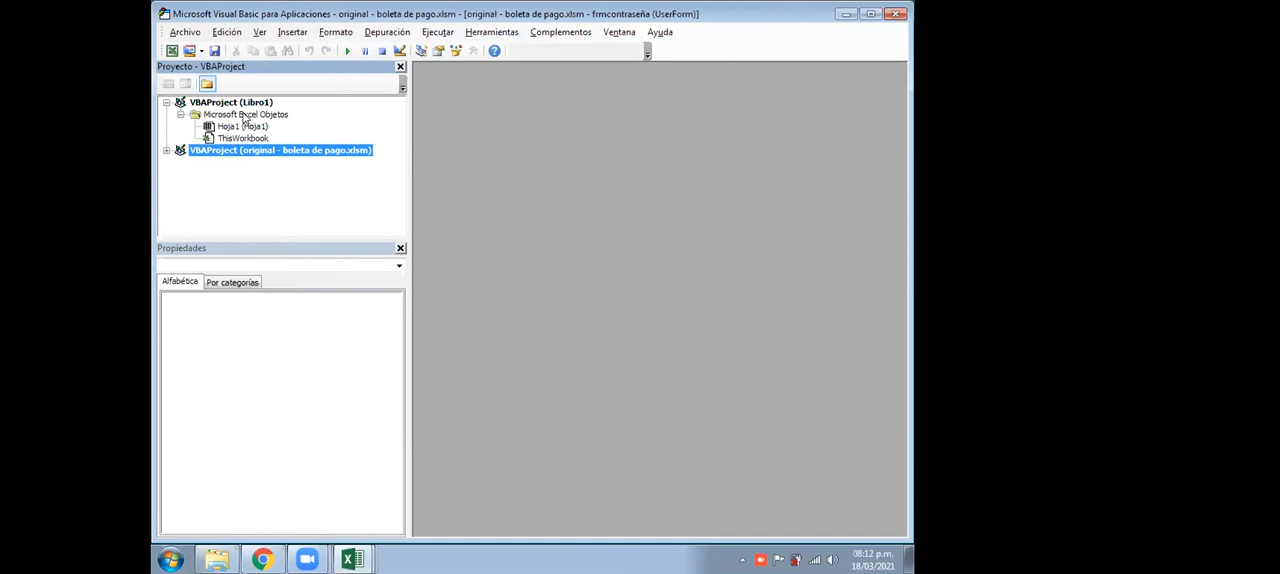 Microsoft Visual Basic para Aplicaciones - original - boleta de pago.xlsm - [original - boleta de pago.xlsm - frmcontraseña (UserForm)]
Archivo Edición Ver Insertar Formato Depuración Ejecutar Herramientas Complementos Ventana Ayuda
Proyecto - VBAProject
VBAProject (Libro1)
Microsoft Excel Objetos
Hoja1 (Hoja1)
ThisWorkbook
VBAProject (original - boleta de pago.xlsm)
Propiedades
Alfabética Por categorías
08:12 p.m.
18/03/2021